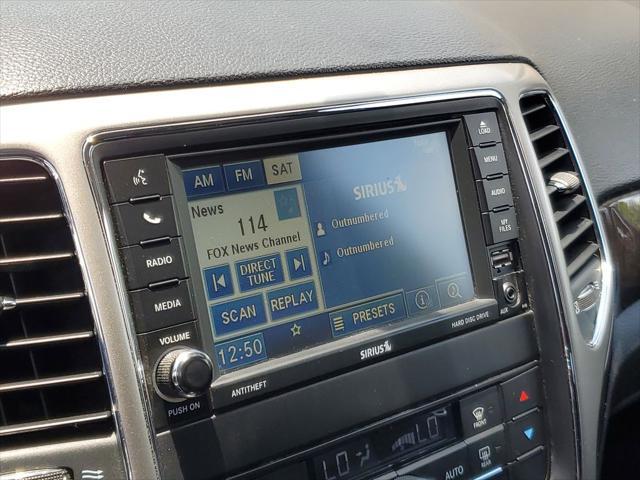 LOAD
MENU
AUDIO
MY FILES
AUX
RADIO
MEDIA
VOLUME
PUSH ON
AM FM SAT
News
114
FOX News Channel
DIRECT TUNE
SCAN REPLAY
12:50
SIRIUS
Outnumbered
Outnumbered
PRESETS
ANTITHEFT
SIRIUS
HARD DISC DRIVE
LO LO
FRONT
AUTO
REAR